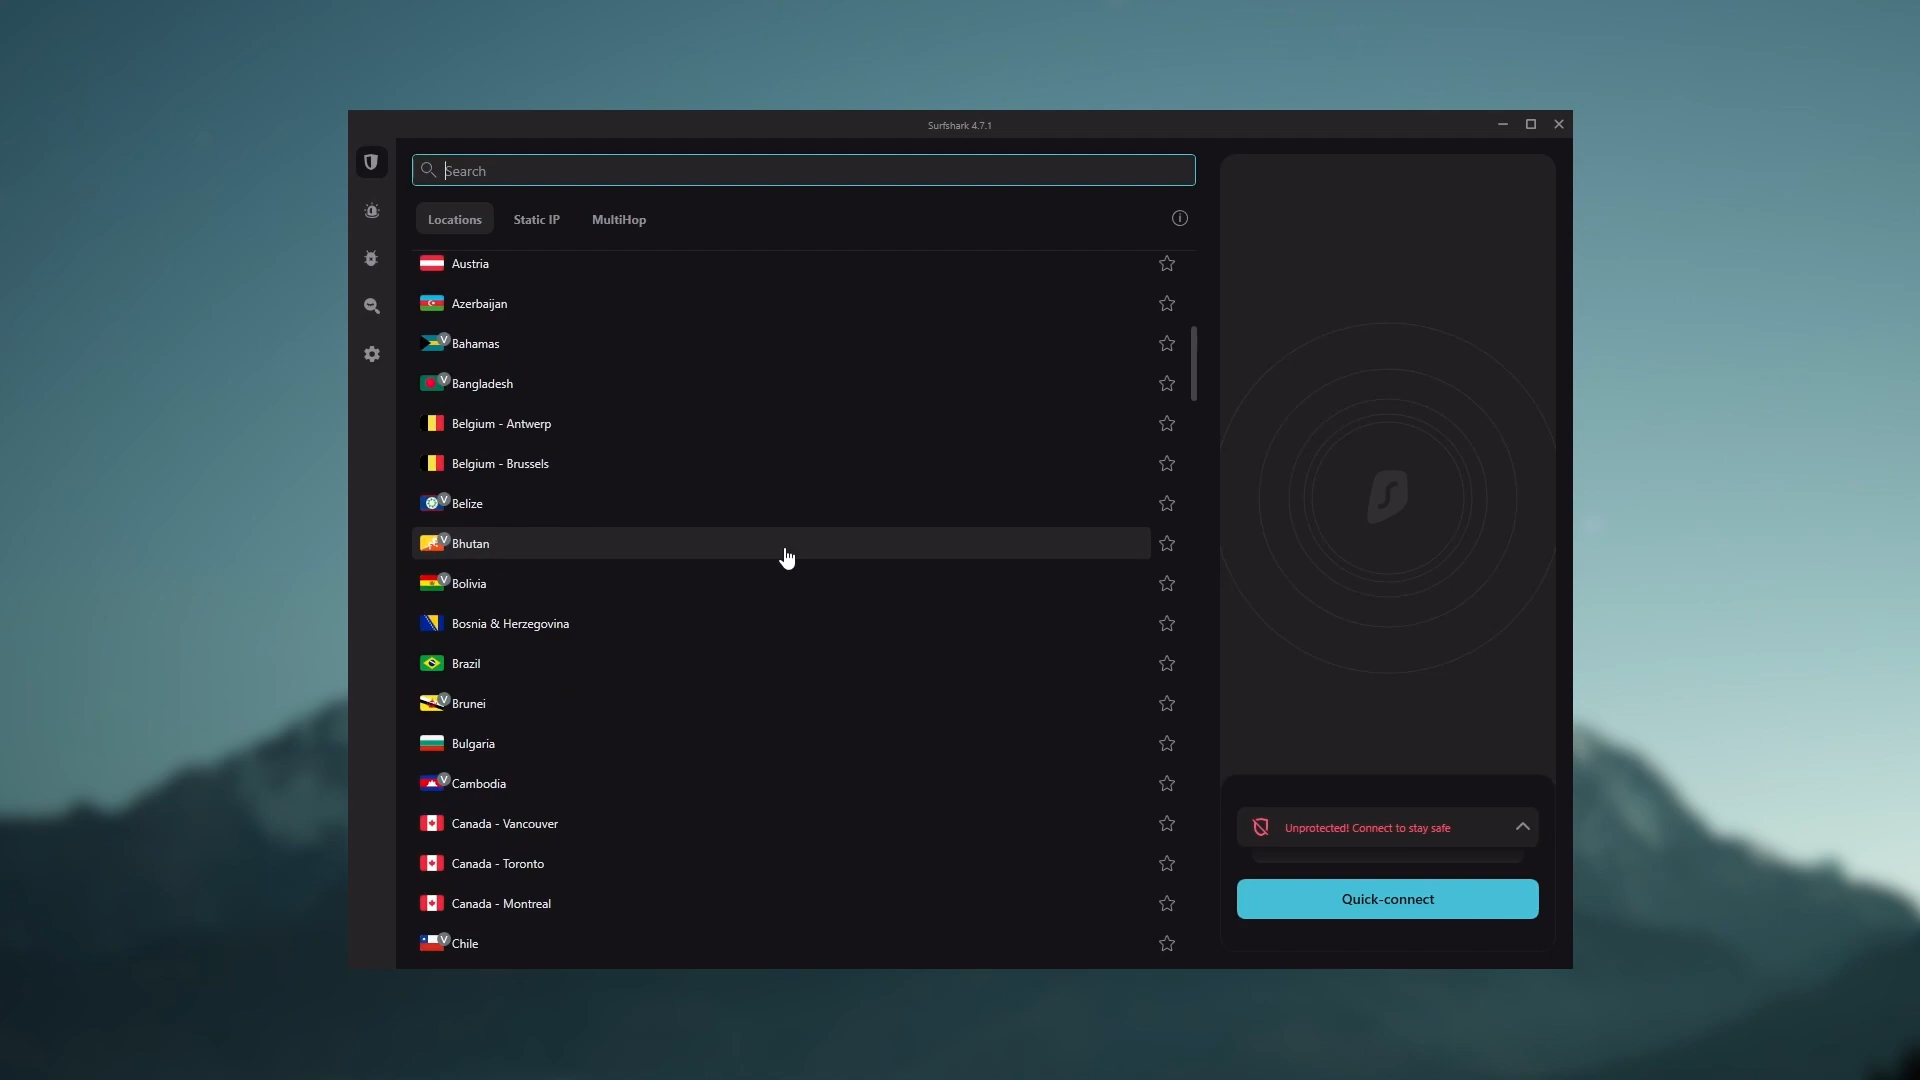 Surfshark 4.7.1
Search
Locations Static IP MultiHop
Austria
Azerbaijan
V Bahamas
V Bangladesh
Belgium - Antwerp
Belgium - Brussels
V Belize
V Bhutan
V Bolivia
Bosnia & Herzegovina
Brazil
V Brunei
Bulgaria
V Cambodia
Canada - Vancouver
Canada - Toronto
Canada - Montreal
V Chile
Unprotected! Connect to stay safe
Quick-connect